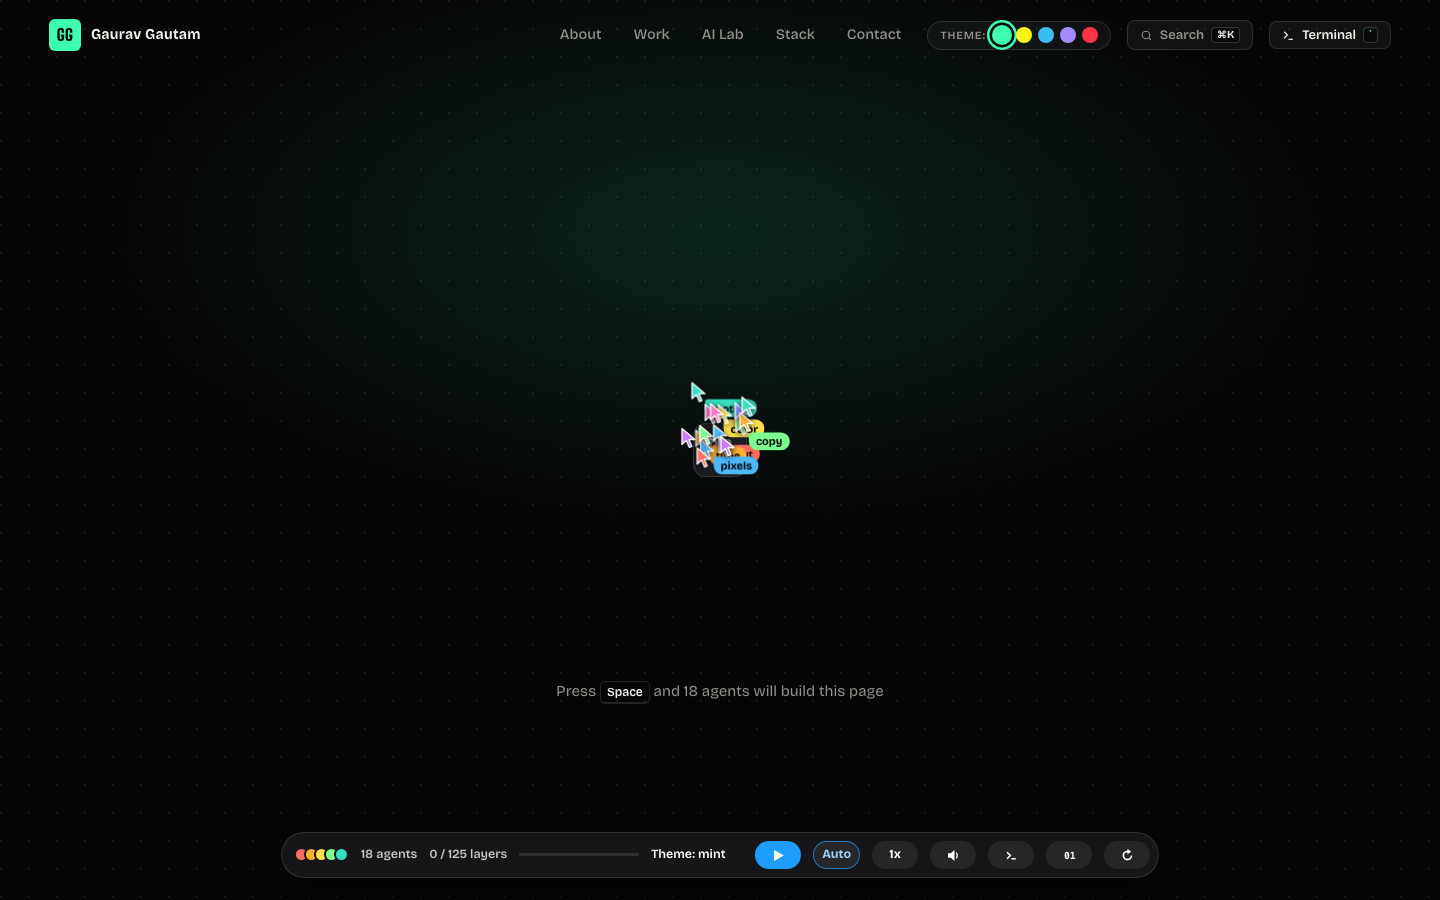 GG Gaurav Gautam
About Work AI Lab Stack Contact THEME: Search ⌘K Terminal `
copy
pixels
Press Space and 18 agents will build this page
18 agents 0 / 125 layers Theme: mint Auto 1x 01